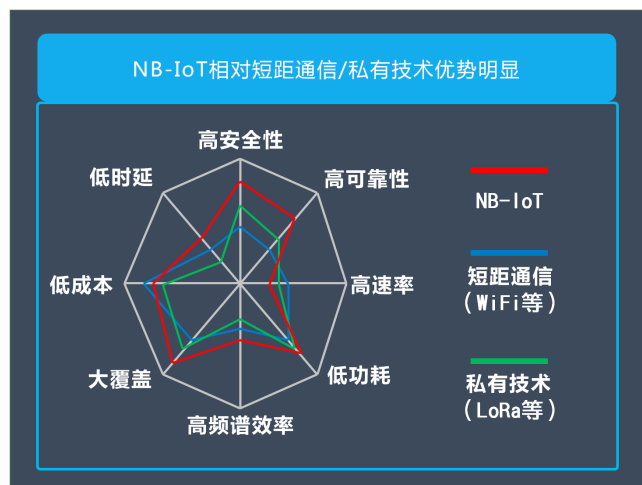 NB-IoT相对短距通信/私有技术优势明显
高安全性
低时延
高可靠性
NB-IoT
低成本
高速率
短距通信
(WiFi等)
大覆盖
低功耗
高频谱效率
私有技术
(LoRa等)